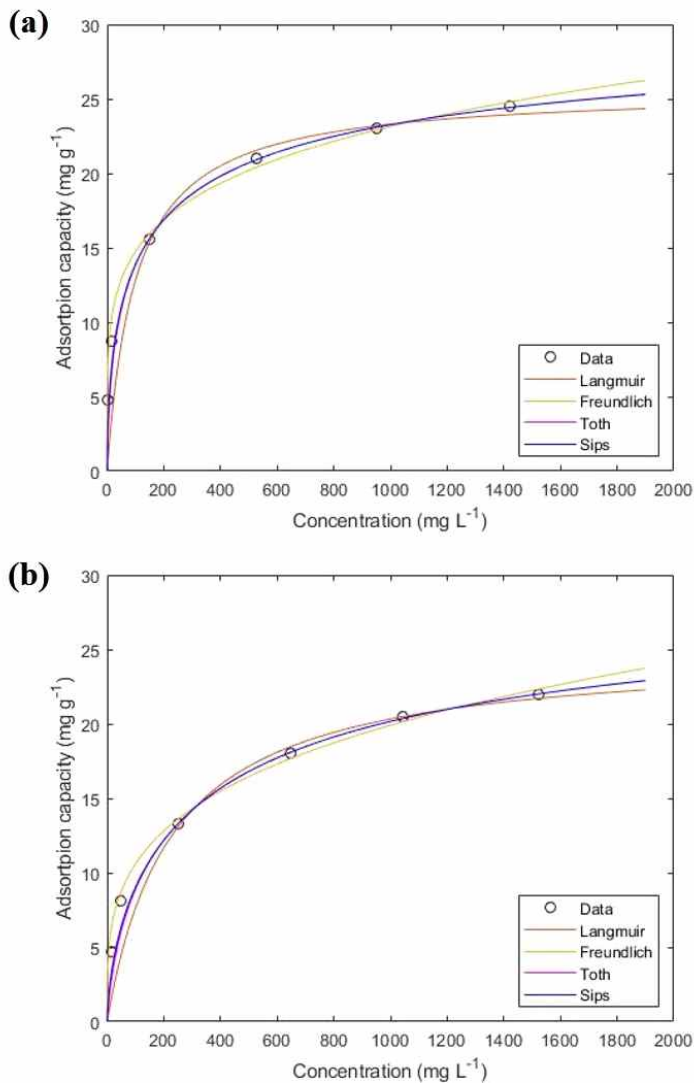 (a)
30
25
20
15
10
5
0
Adsortpion capacity (mg g⁻¹)
Data
Langmuir
Freundlich
Toth
Sips
0 200 400 600 800 1000 1200 1400 1600 1800 2000
Concentration (mg L⁻¹)
(b)
30
25
20
15
10
5
0
Adsortpion capacity (mg g⁻¹)
Data
Langmuir
Freundlich
Toth
Sips
0 200 400 600 800 1000 1200 1400 1600 1800 2000
Concentration (mg L⁻¹)